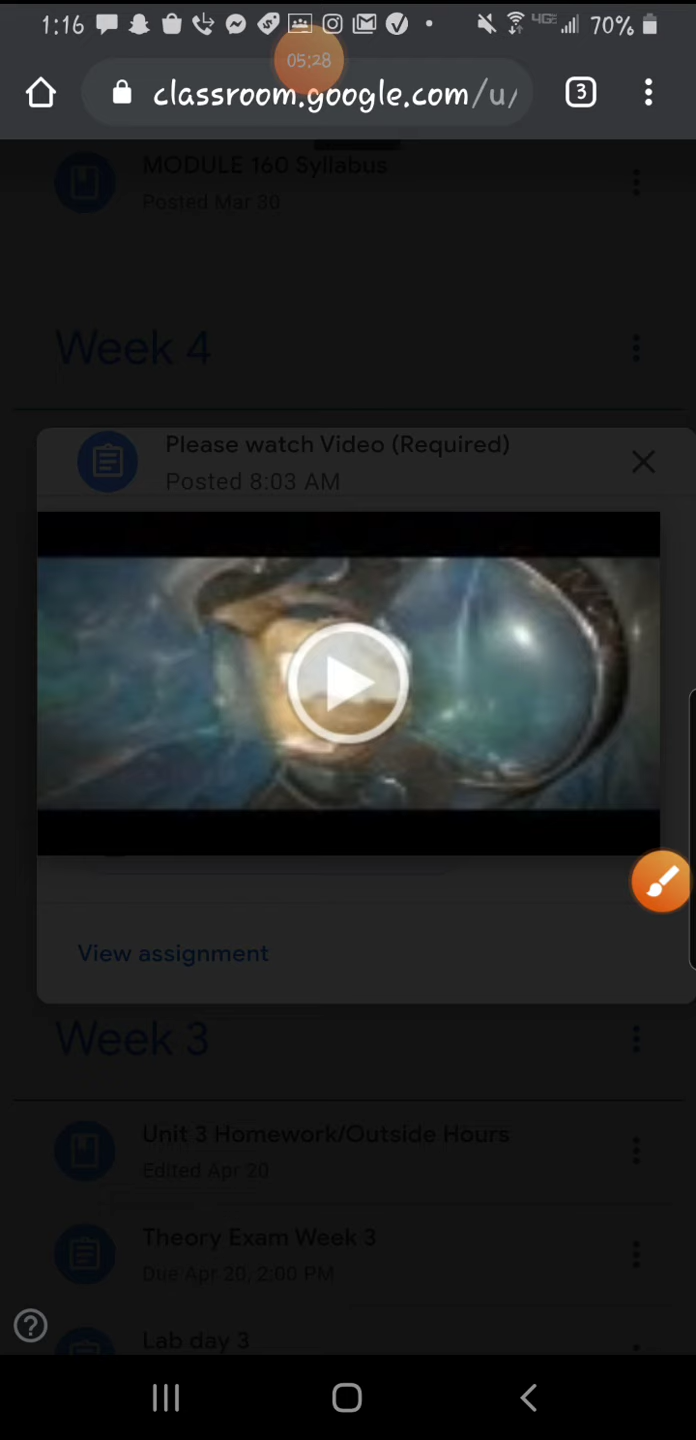 1:16
4GE 70%
05:28
classroom.google.com/u/
3
MODULE 160 Syllabus
Posted Mar 30
Week 4
Please watch Video (Required)
Posted 8:03 AM
View assignment
Week 3
Unit 3 Homework/Outside Hours
Edited Apr 20
Theory Exam Week 3
Due Apr 20, 2:00 PM
Lab day 3